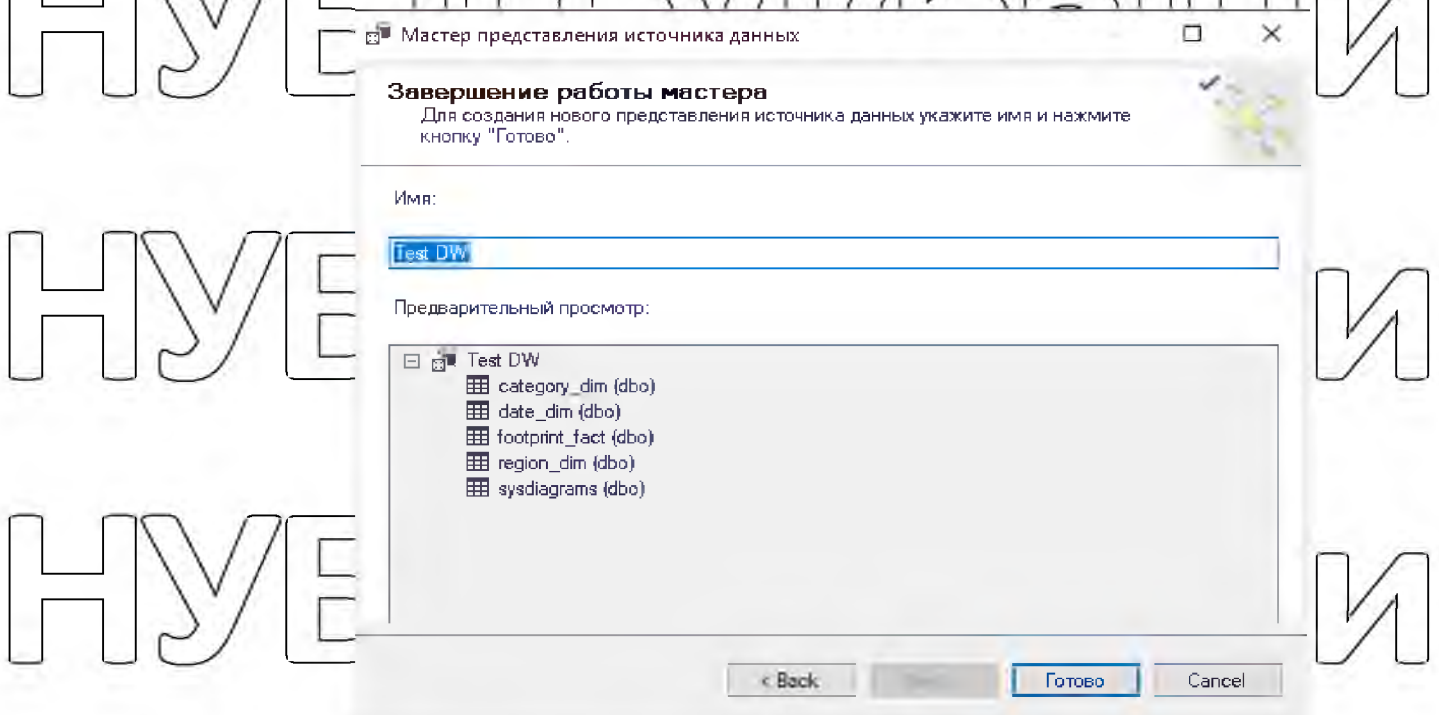 Мастер представления источника данных
Завершение работы мастера
Для создания нового представления источника данных укажите имя и нажмите
кнопку "Готово".
Имя:
Test DW
Предварительный просмотр:
Test DW
category_dim (dbo)
date_dim (dbo)
footprint_fact (dbo)
region_dim (dbo)
sysdiagrams (dbo)
< Back
Готово
Cancel